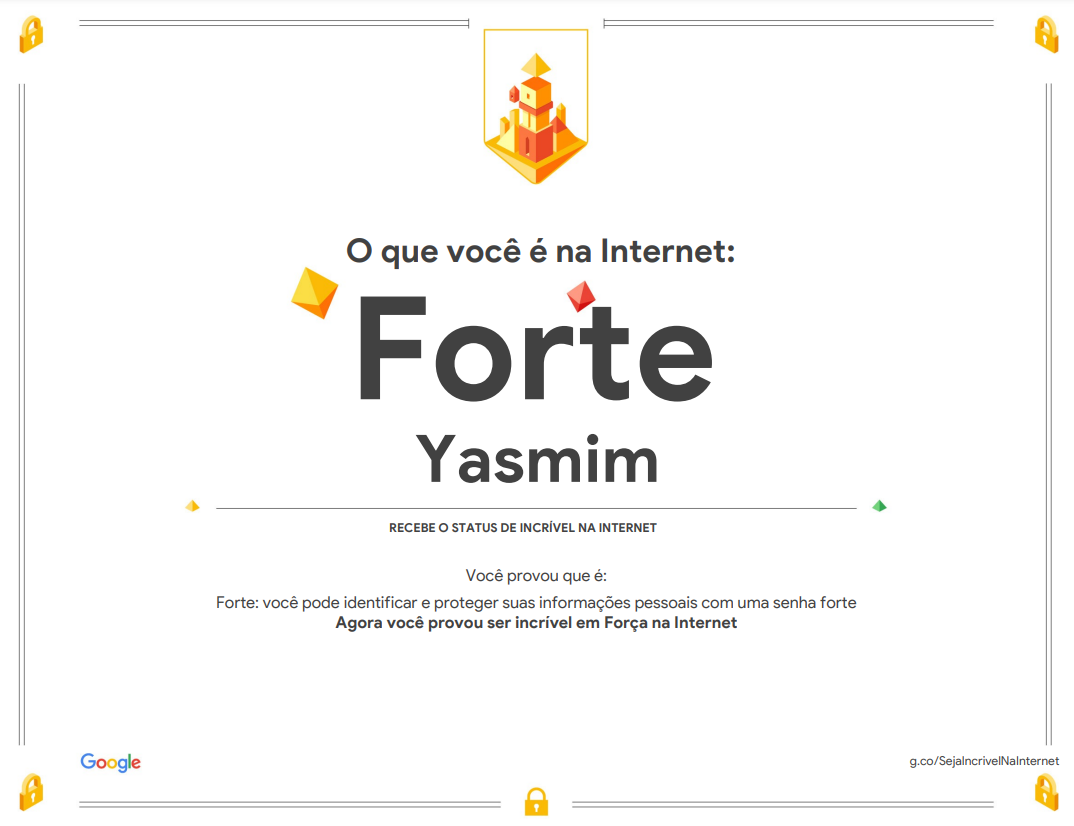 O que você é na Internet:
Forte
Yasmim
RECEBE O STATUS DE INCRÍVEL NA INTERNET
Você provou que é:
Forte: você pode identificar e proteger suas informações pessoais com uma senha forte
Agora você provou ser incrível em Força na Internet
Google
g.co/SejaIncrivelNaInternet